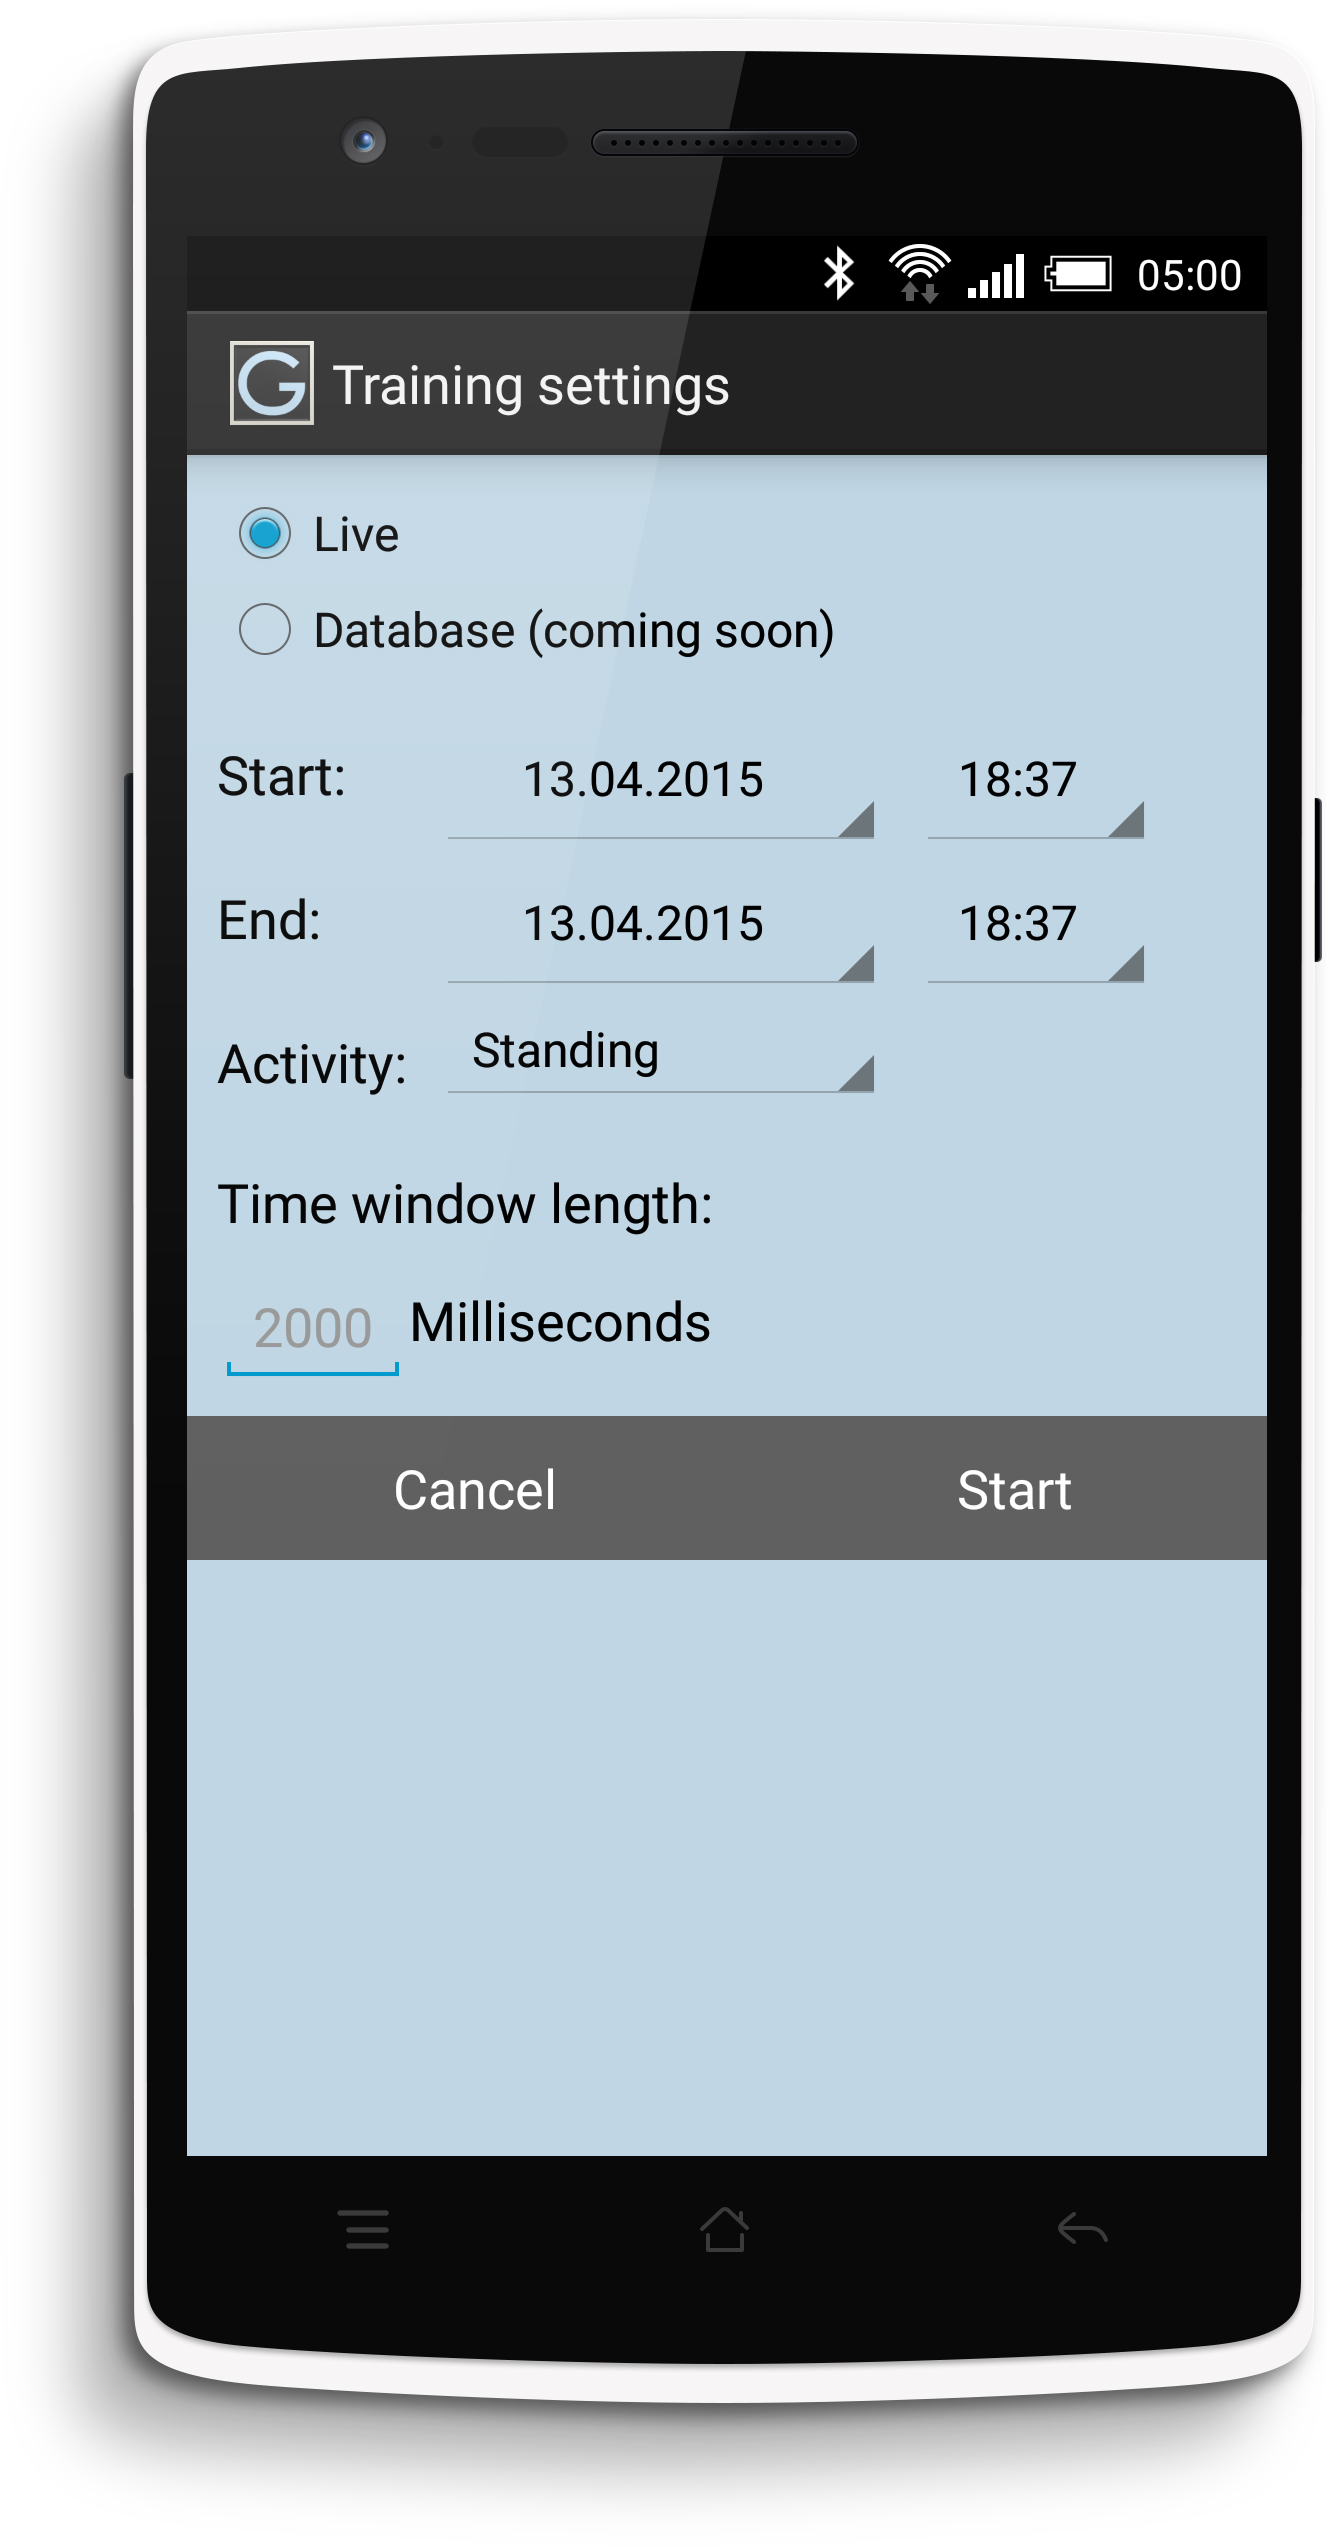 05:00
G Training settings
Live
Database (coming soon)
Start: 13.04.2015 18:37
End: 13.04.2015 18:37
Activity: Standing
Time window length:
2000 Milliseconds
Cancel Start